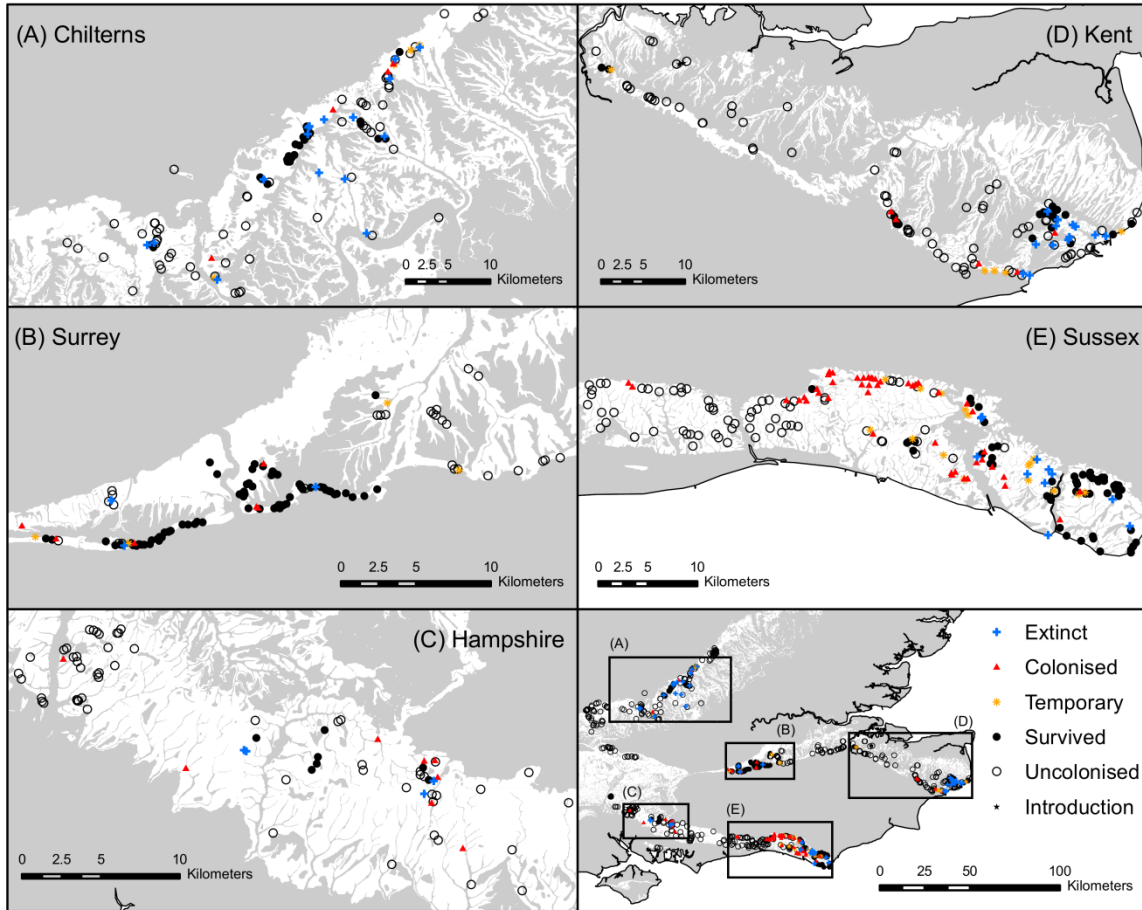 (A) Chilterns
0 2.5 5 10
Kilometers
(D) Kent
0 2.5 5 10
Kilometers
(B) Surrey
0 2.5 5 10
Kilometers
(E) Sussex
0 2.5 5 10
Kilometers
(C) Hampshire
0 2.5 5 10
Kilometers
(A)
(B)
(C)
(D)
(E)
Extinct
Colonised
Temporary
Survived
Uncolonised
Introduction
0 25 50 100
Kilometers